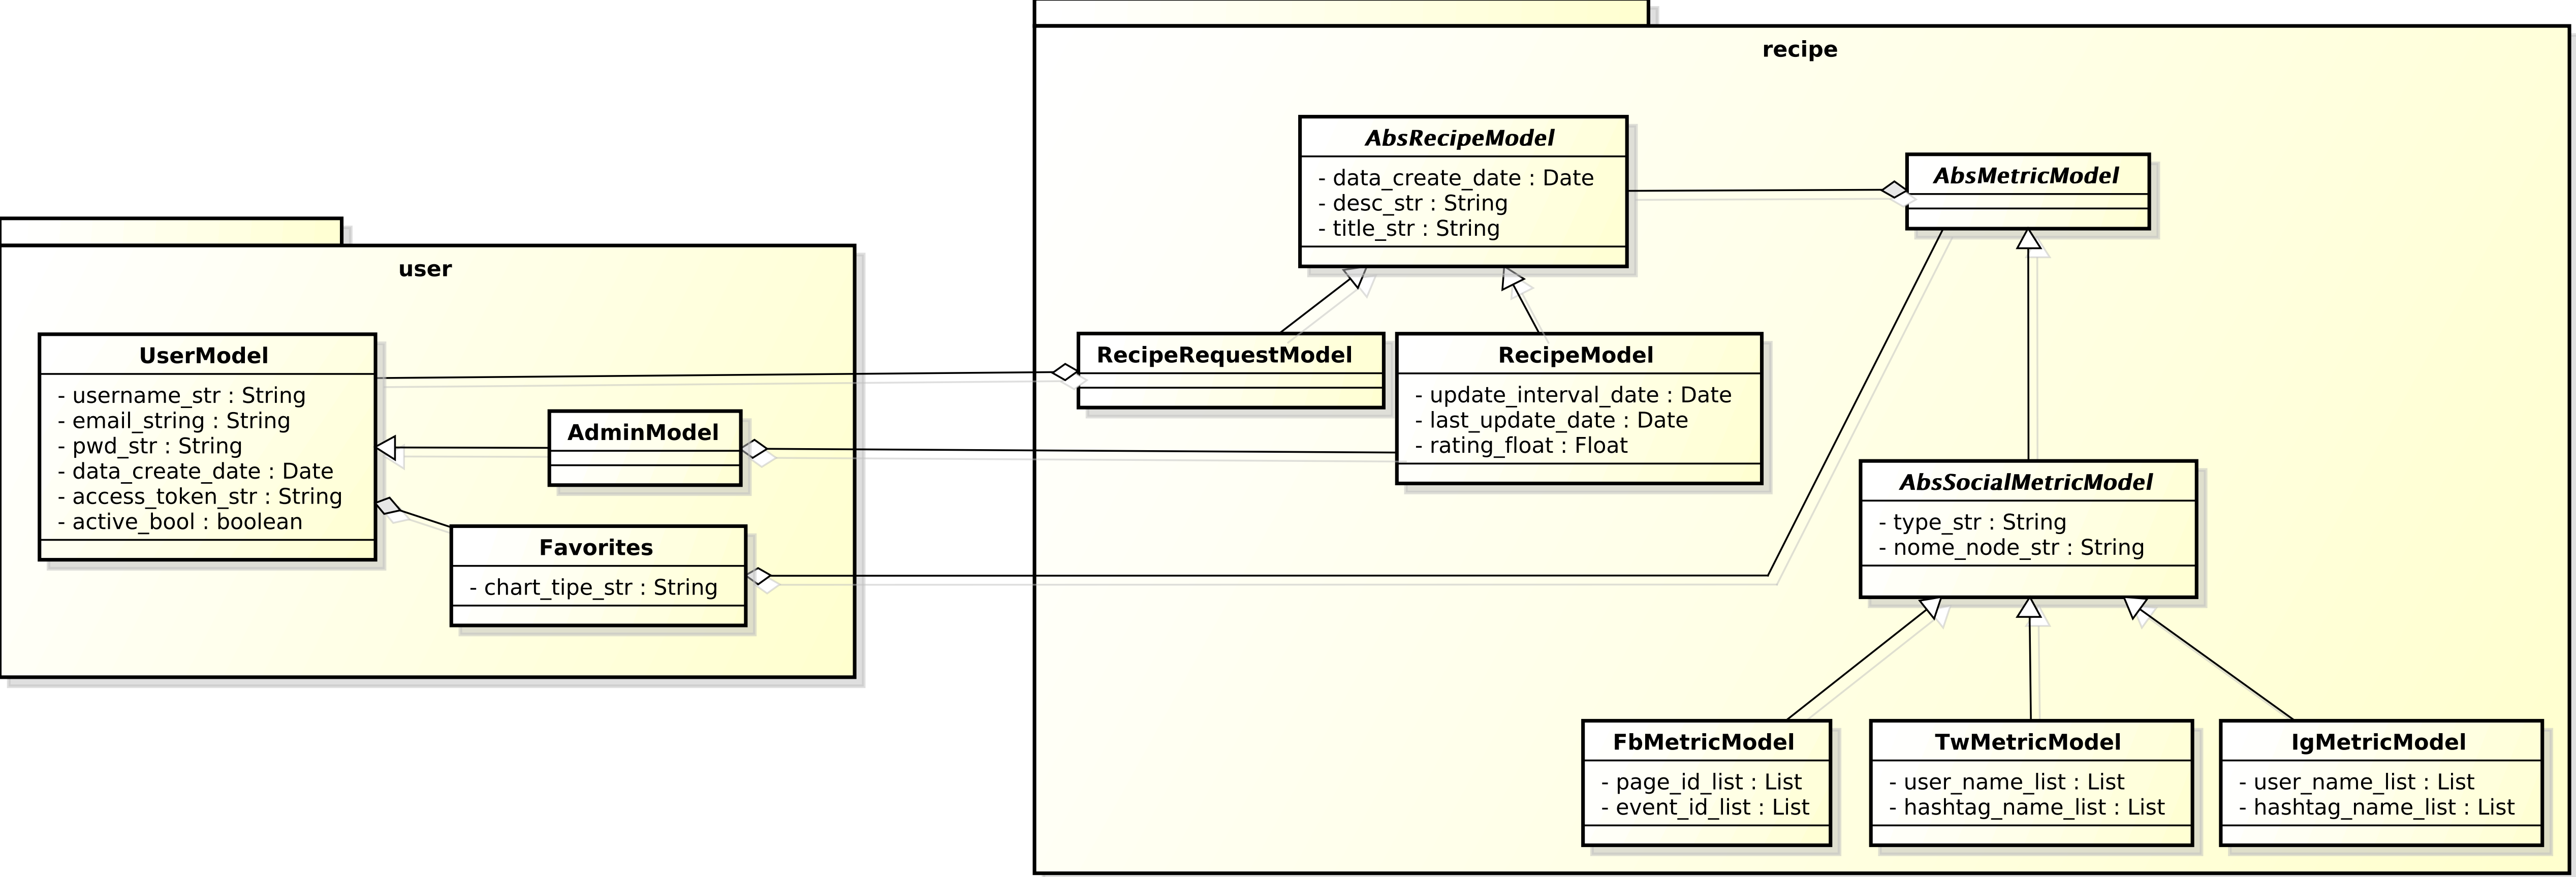 recipe
AbsRecipeModel
- data_create_date : Date
- desc_str : String
- title_str : String
AbsMetricModel
user
UserModel
- username_str : String
- email_string : String
- pwd_str : String
- data_create_date : Date
- access_token_str : String
- active_bool : boolean
AdminModel
Favorites
- chart_tipe_str : String
RecipeRequestModel
RecipeModel
- update_interval_date : Date
- last_update_date : Date
- rating_float : Float
AbsSocialMetricModel
- type_str : String
- nome_node_str : String
FbMetricModel
- page_id_list : List
- event_id_list : List
TwMetricModel
- user_name_list : List
- hashtag_name_list : List
IgMetricModel
- user_name_list : List
- hashtag_name_list : List